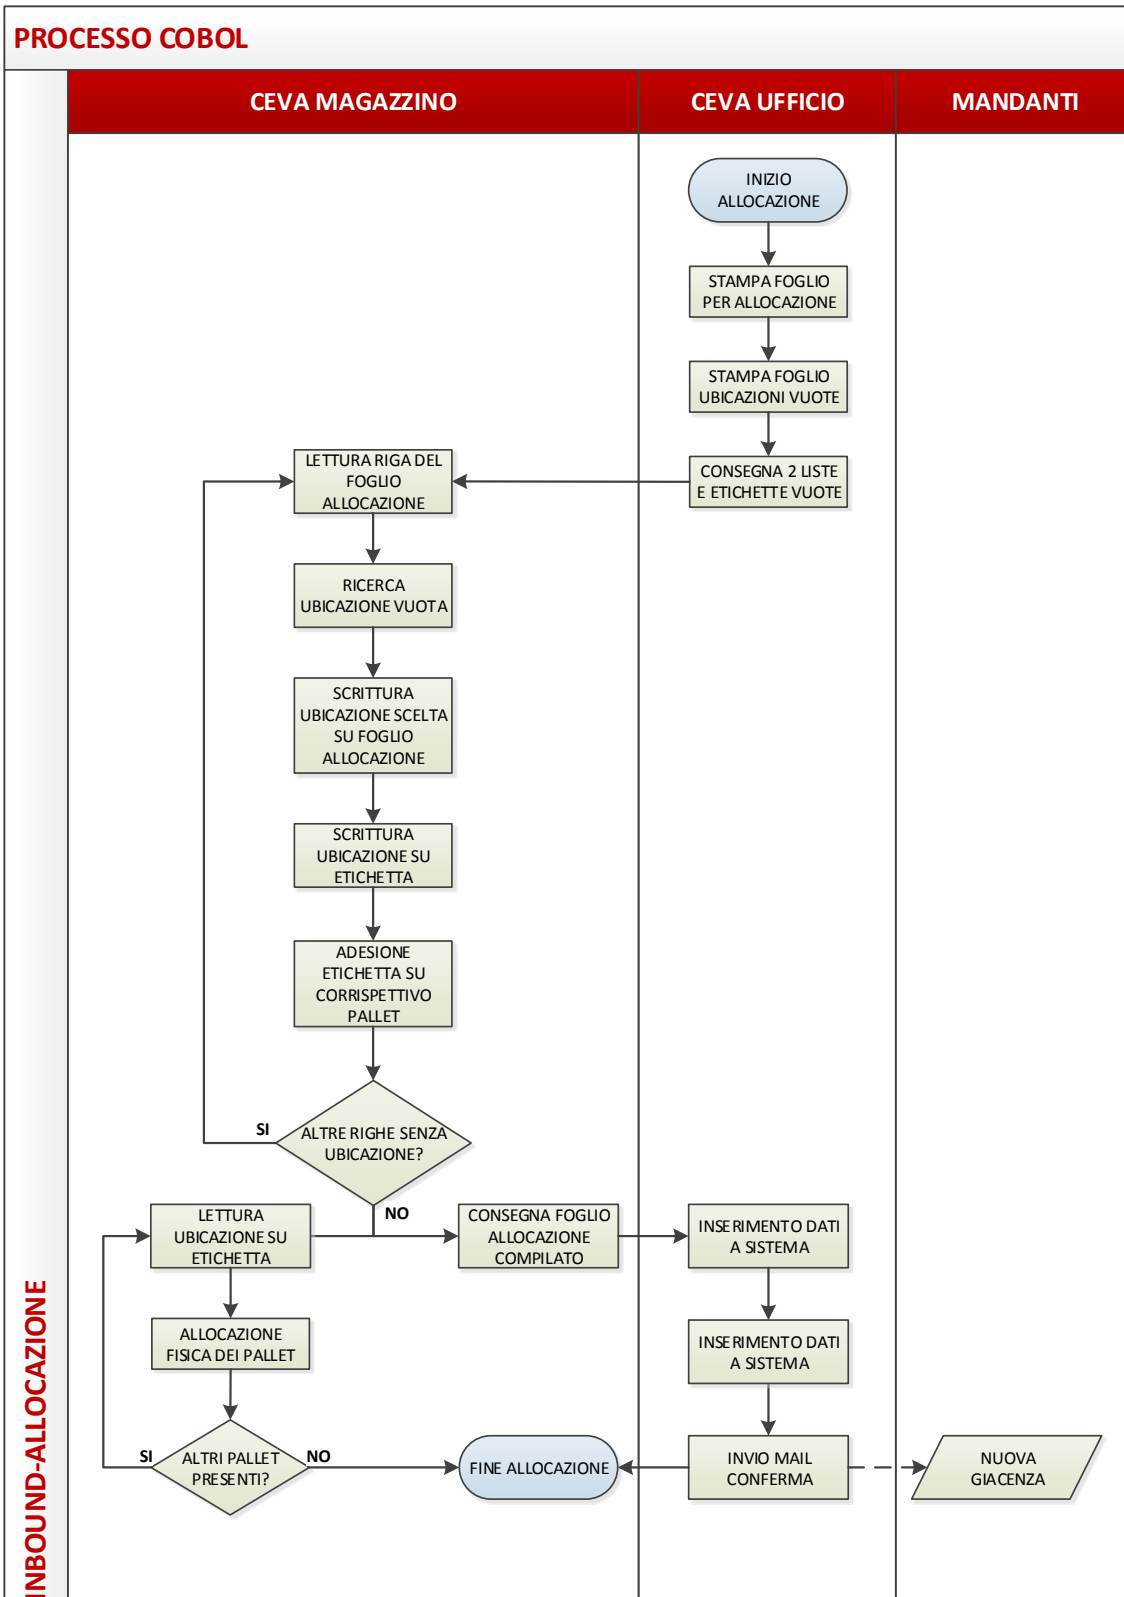 PROCESSO COBOL
CEVA MAGAZZINO
CEVA UFFICIO
MANDANTI
INIZIO
ALLOCAZIONE
STAMPA FOGLIO
PER ALLOCAZIONE
STAMPA FOGLIO
UBICAZIONI VUOTE
CONSEGNA 2 LISTE
E ETICHETTE VUOTE
LETTURA RIGA DEL
FOGLIO
ALLOCAZIONE
RICERCA
UBICAZIONE VUOTA
SCRITTURA
UBICAZIONE SCELTA
SU FOGLIO
ALLOCAZIONE
SCRITTURA
UBICAZIONE SU
ETICHETTA
ADESIONE
ETICHETTA SU
CORRISPETTIVO
PALLET
ALTRE RIGHE SENZA
UBICAZIONE?
SI
NO
LETTURA
UBICAZIONE SU
ETICHETTA
CONSEGNA FOGLIO
ALLOCAZIONE
COMPILATO
INSERIMENTO DATI
A SISTEMA
ALLOCAZIONE
FISICA DEI PALLET
INSERIMENTO DATI
A SISTEMA
ALTRI PALLET
PRESENTI?
SI
NO
FINE ALLOCAZIONE
INVIO MAIL
CONFERMA
NUOVA
GIACENZA
INBOUND-ALLOCAZIONE